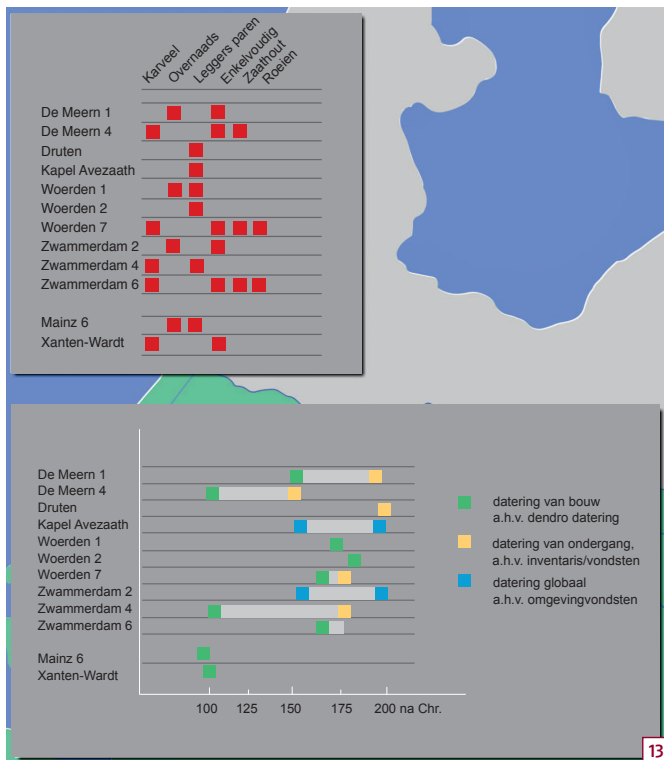 Karveel
Overnaads
Leggers paren
Enkelvoudig
Zaathout
Roeien
De Meern 1
De Meern 4
Druten
Kapel Avezaath
Woerden 1
Woerden 2
Woerden 7
Zwammerdam 2
Zwammerdam 4
Zwammerdam 6
Mainz 6
Xanten-Wardt
De Meern 1
De Meern 4
Druten
Kapel Avezaath
Woerden 1
Woerden 2
Woerden 7
Zwammerdam 2
Zwammerdam 4
Zwammerdam 6
Mainz 6
Xanten-Wardt
100 125 150 175 200 na Chr.
datering van bouw
a.h.v. dendro datering
datering van ondergang,
a.h.v. inventaris/vondsten
datering globaal
a.h.v. omgevingvondsten
13